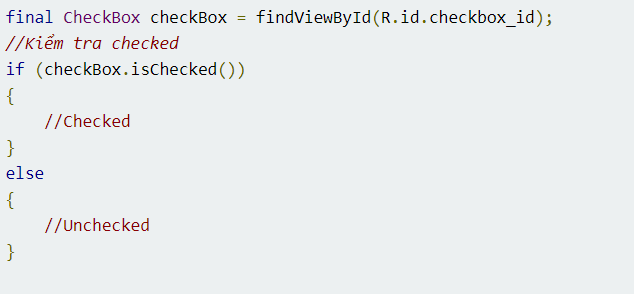 final CheckBox checkBox = findViewById(R.id.checkbox_id);
//Kiểm tra checked
if (checkBox.isChecked())
{
//Checked
}
else
{
//Unchecked
}